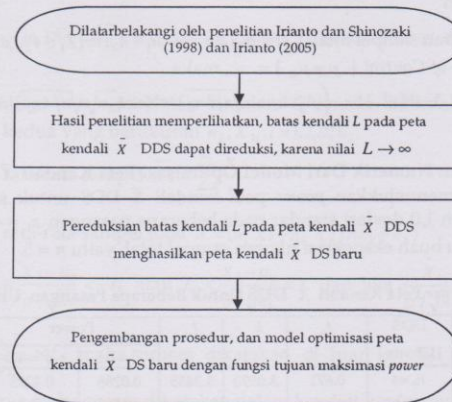 Dilatarbelakangi oleh penelitian Irianto dan Shinozaki
(1998) dan Irianto (2005)
Hasil penelitian memperlihatkan, batas kendali L pada peta
kendali X̄ DDS dapat direduksi, karena nilai L → ∞
Pereduksian batas kendali L pada peta kendali X̄ DDS
menghasilkan peta kendali X̄ DS baru
Pengembangan prosedur, dan model optimisasi peta
kendali X̄ DS baru dengan fungsi tujuan maksimasi power